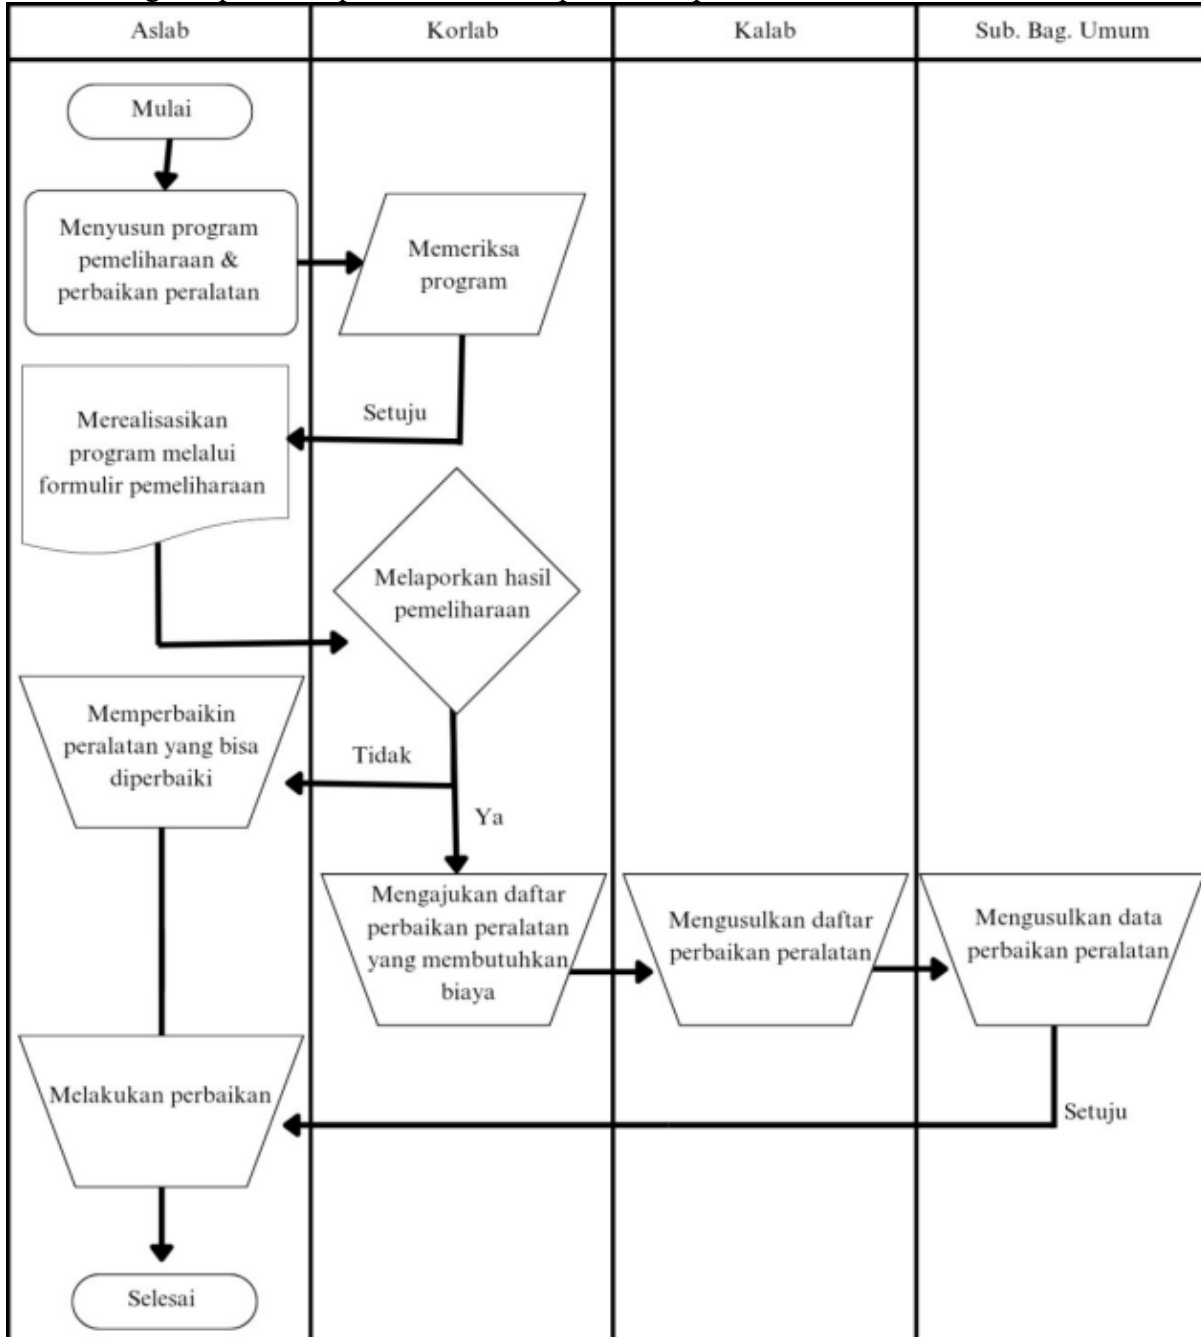 Aslab
Korlab
Kalab
Sub. Bag. Umum
Mulai
Menyusun program
pemeliharaan &
perbaikan peralatan
Memeriksa
program
Setuju
Merealisasikan
program melalui
formulir pemeliharaan
Melaporkan hasil
pemeliharaan
Tidak
Memperbaikin
peralatan yang bisa
diperbaiki
Ya
Mengajukan daftar
perbaikan peralatan
yang membutuhkan
biaya
Mengusulkan daftar
perbaikan peralatan
Mengusulkan data
perbaikan peralatan
Setuju
Melakukan perbaikan
Selesai